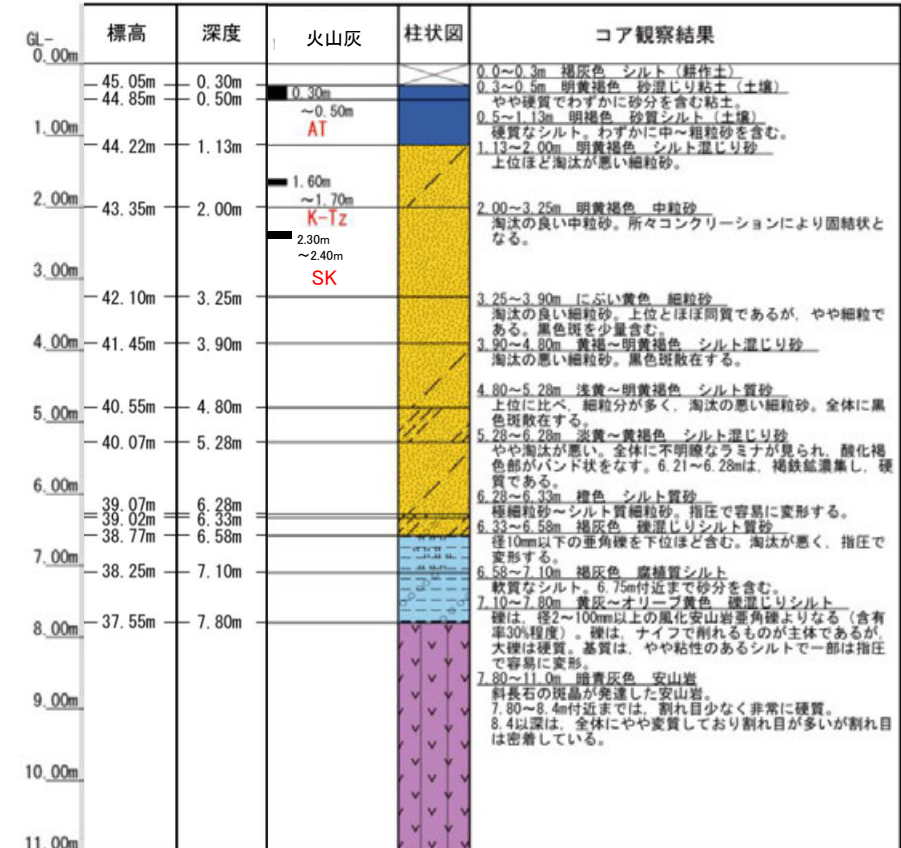 標高 深度 火山灰 柱状図 コア観察結果
GL-
0.00m
1.00m
2.00m
3.00m
4.00m
5.00m
6.00m
7.00m
8.00m
9.00m
10.00m
11.00m
45.05m 0.30m
44.85m 0.50m
44.22m 1.13m
43.35m 2.00m
42.10m 3.25m
41.45m 3.90m
40.55m 4.80m
40.07m 5.28m
39.07m 6.28m
39.02m 6.33m
38.77m 6.58m
38.25m 7.10m
37.55m 7.80m
0.30m
～0.50m
AT
1.60m
～1.70m
K-Tz
2.30m
～2.40m
SK
0.0～0.3m 褐灰色 シルト（耕作土）
0.3～0.5m 明黄褐色 砂混じり粘土（土壌）
やや硬質でわずかに砂分を含む粘土。
0.5～1.13m 明褐色 砂質シルト（土壌）
硬質なシルト。わずかに中～粗粒砂を含む。
1.13～2.00m 明黄褐色 シルト混じり砂
上位ほど淘汰が悪い細粒砂。
2.00～3.25m 明黄褐色 中粒砂
淘汰の良い中粒砂。所々コンクリーションにより固結状と
なる。
3.25～3.90m にぶい黄色 細粒砂
淘汰の良い細粒砂。上位とほぼ同質であるが，やや細粒で
ある。黒色斑を少量含む。
3.90～4.80m 黄褐～明黄褐色 シルト混じり砂
淘汰の悪い細粒砂。黒色斑散在する。
4.80～5.28m 浅黄～明黄褐色 シルト質砂
上位に比べ，細粒分が多く，淘汰の悪い細粒砂。全体に黒
色斑散在する。
5.28～6.28m 淡黄～黄褐色 シルト混じり砂
やや淘汰が悪い。全体に不明瞭なラミナが見られ，酸化褐
色部がバンド状をなす。6.21～6.28mは，褐鉄鉱濃集し，硬
質である。
6.28～6.33m 橙色 シルト質砂
極細粒砂～シルト質細粒砂。指圧で容易に変形する。
6.33～6.58m 褐灰色 礫混じりシルト質砂
径10mm以下の亜角礫を下位ほど含む。淘汰が悪く，指圧で
変形する。
6.58～7.10m 褐灰色 腐植質シルト
軟質なシルト。6.75m付近まで砂分を含む。
7.10～7.80m 黄灰～オリーブ黄色 礫混じりシルト
礫は，径2～100mm以上の風化安山岩亜角礫よりなる（含有
率30%程度）。礫は，ナイフで削れるものが主体であるが，
大礫は硬質。基質は，やや粘性のあるシルトで一部は指圧
で容易に変形。
7.80～11.0m 暗青灰色 安山岩
斜長石の斑晶が発達した安山岩。
7.80～8.4m付近までは，割れ目少なく非常に硬質。
8.4以深は，全体にやや変質しており割れ目が多いが割れ目
は密着している。